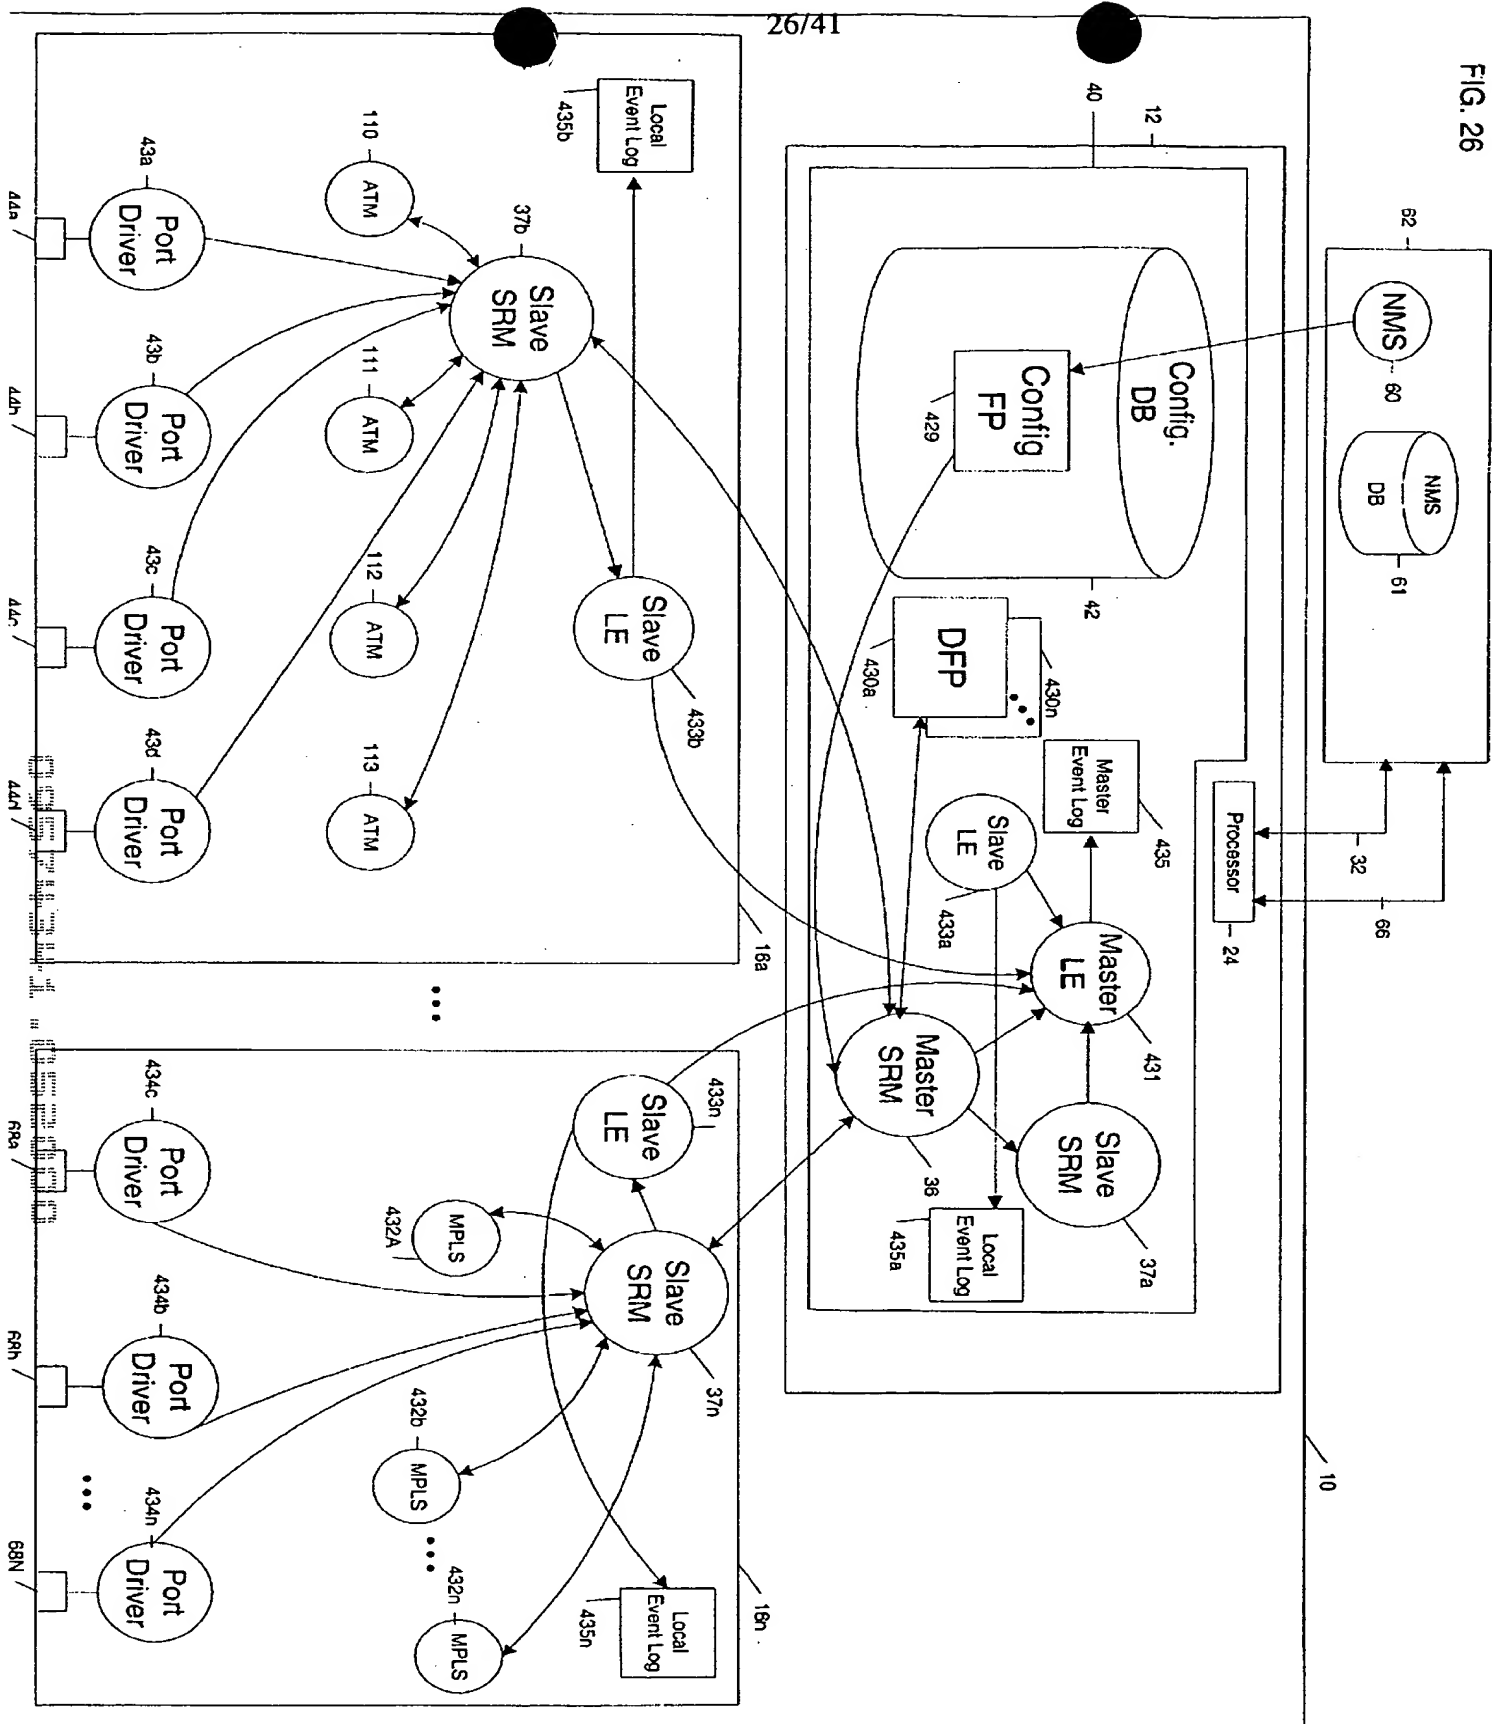 26/41
FIG. 26
62
NMS
60
NMS
DB
61
32
66
10
12
40
Processor
24
Config.
DB
42
Config
FP
429
DFP
430a
430n
Master
Event Log
435
Slave
LE
433a
Master
LE
431
Master
SRM
36
Slave
SRM
37a
Local
Event Log
435a
16a
Local
Event Log
435b
Slave
SRM
37b
Slave
LE
433b
110
ATM
111
ATM
112
ATM
113
ATM
43a
Port
Driver
43b
Port
Driver
43c
Port
Driver
43d
Port
Driver
44d
16n
433n
Slave
LE
Slave
SRM
37n
MPLS
432A
432b
MPLS
432n
MPLS
Local
Event Log
435n
434c
Port
Driver
434b
Port
Driver
434n
Port
Driver
68N